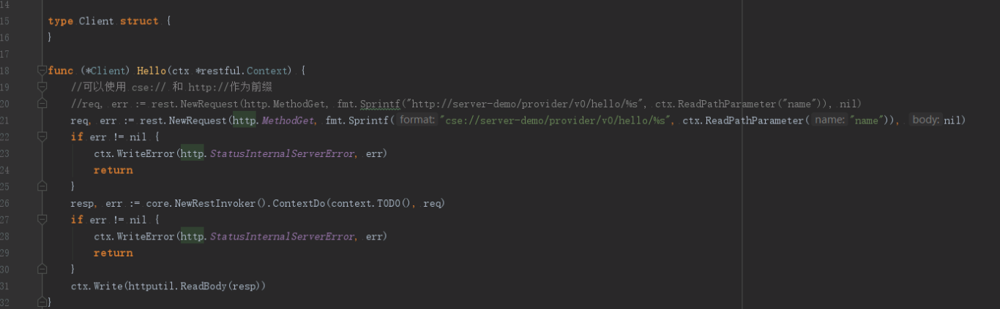 14
15 type Client struct {
16 }
17
18 func (*Client) Hello(ctx *restful.Context) {
19 //可以使用 cse:// 和 http://作为前缀
20 //req, err := rest.NewRequest(http.MethodGet, fmt.Sprintf("http://server-demo/provider/v0/hello/%s", ctx.ReadPathParameter("name")), nil)
21 req, err := rest.NewRequest(http.MethodGet, fmt.Sprintf( format: "cse://server-demo/provider/v0/hello/%s", ctx.ReadPathParameter( name: "name")), body: nil)
22 if err != nil {
23 ctx.WriteError(http.StatusInternalServerError, err)
24 return
25 }
26 resp, err := core.NewRestInvoker().ContextDo(context.TODO(), req)
27 if err != nil {
28 ctx.WriteError(http.StatusInternalServerError, err)
29 return
30 }
31 ctx.Write(httputil.ReadBody(resp))
32 }